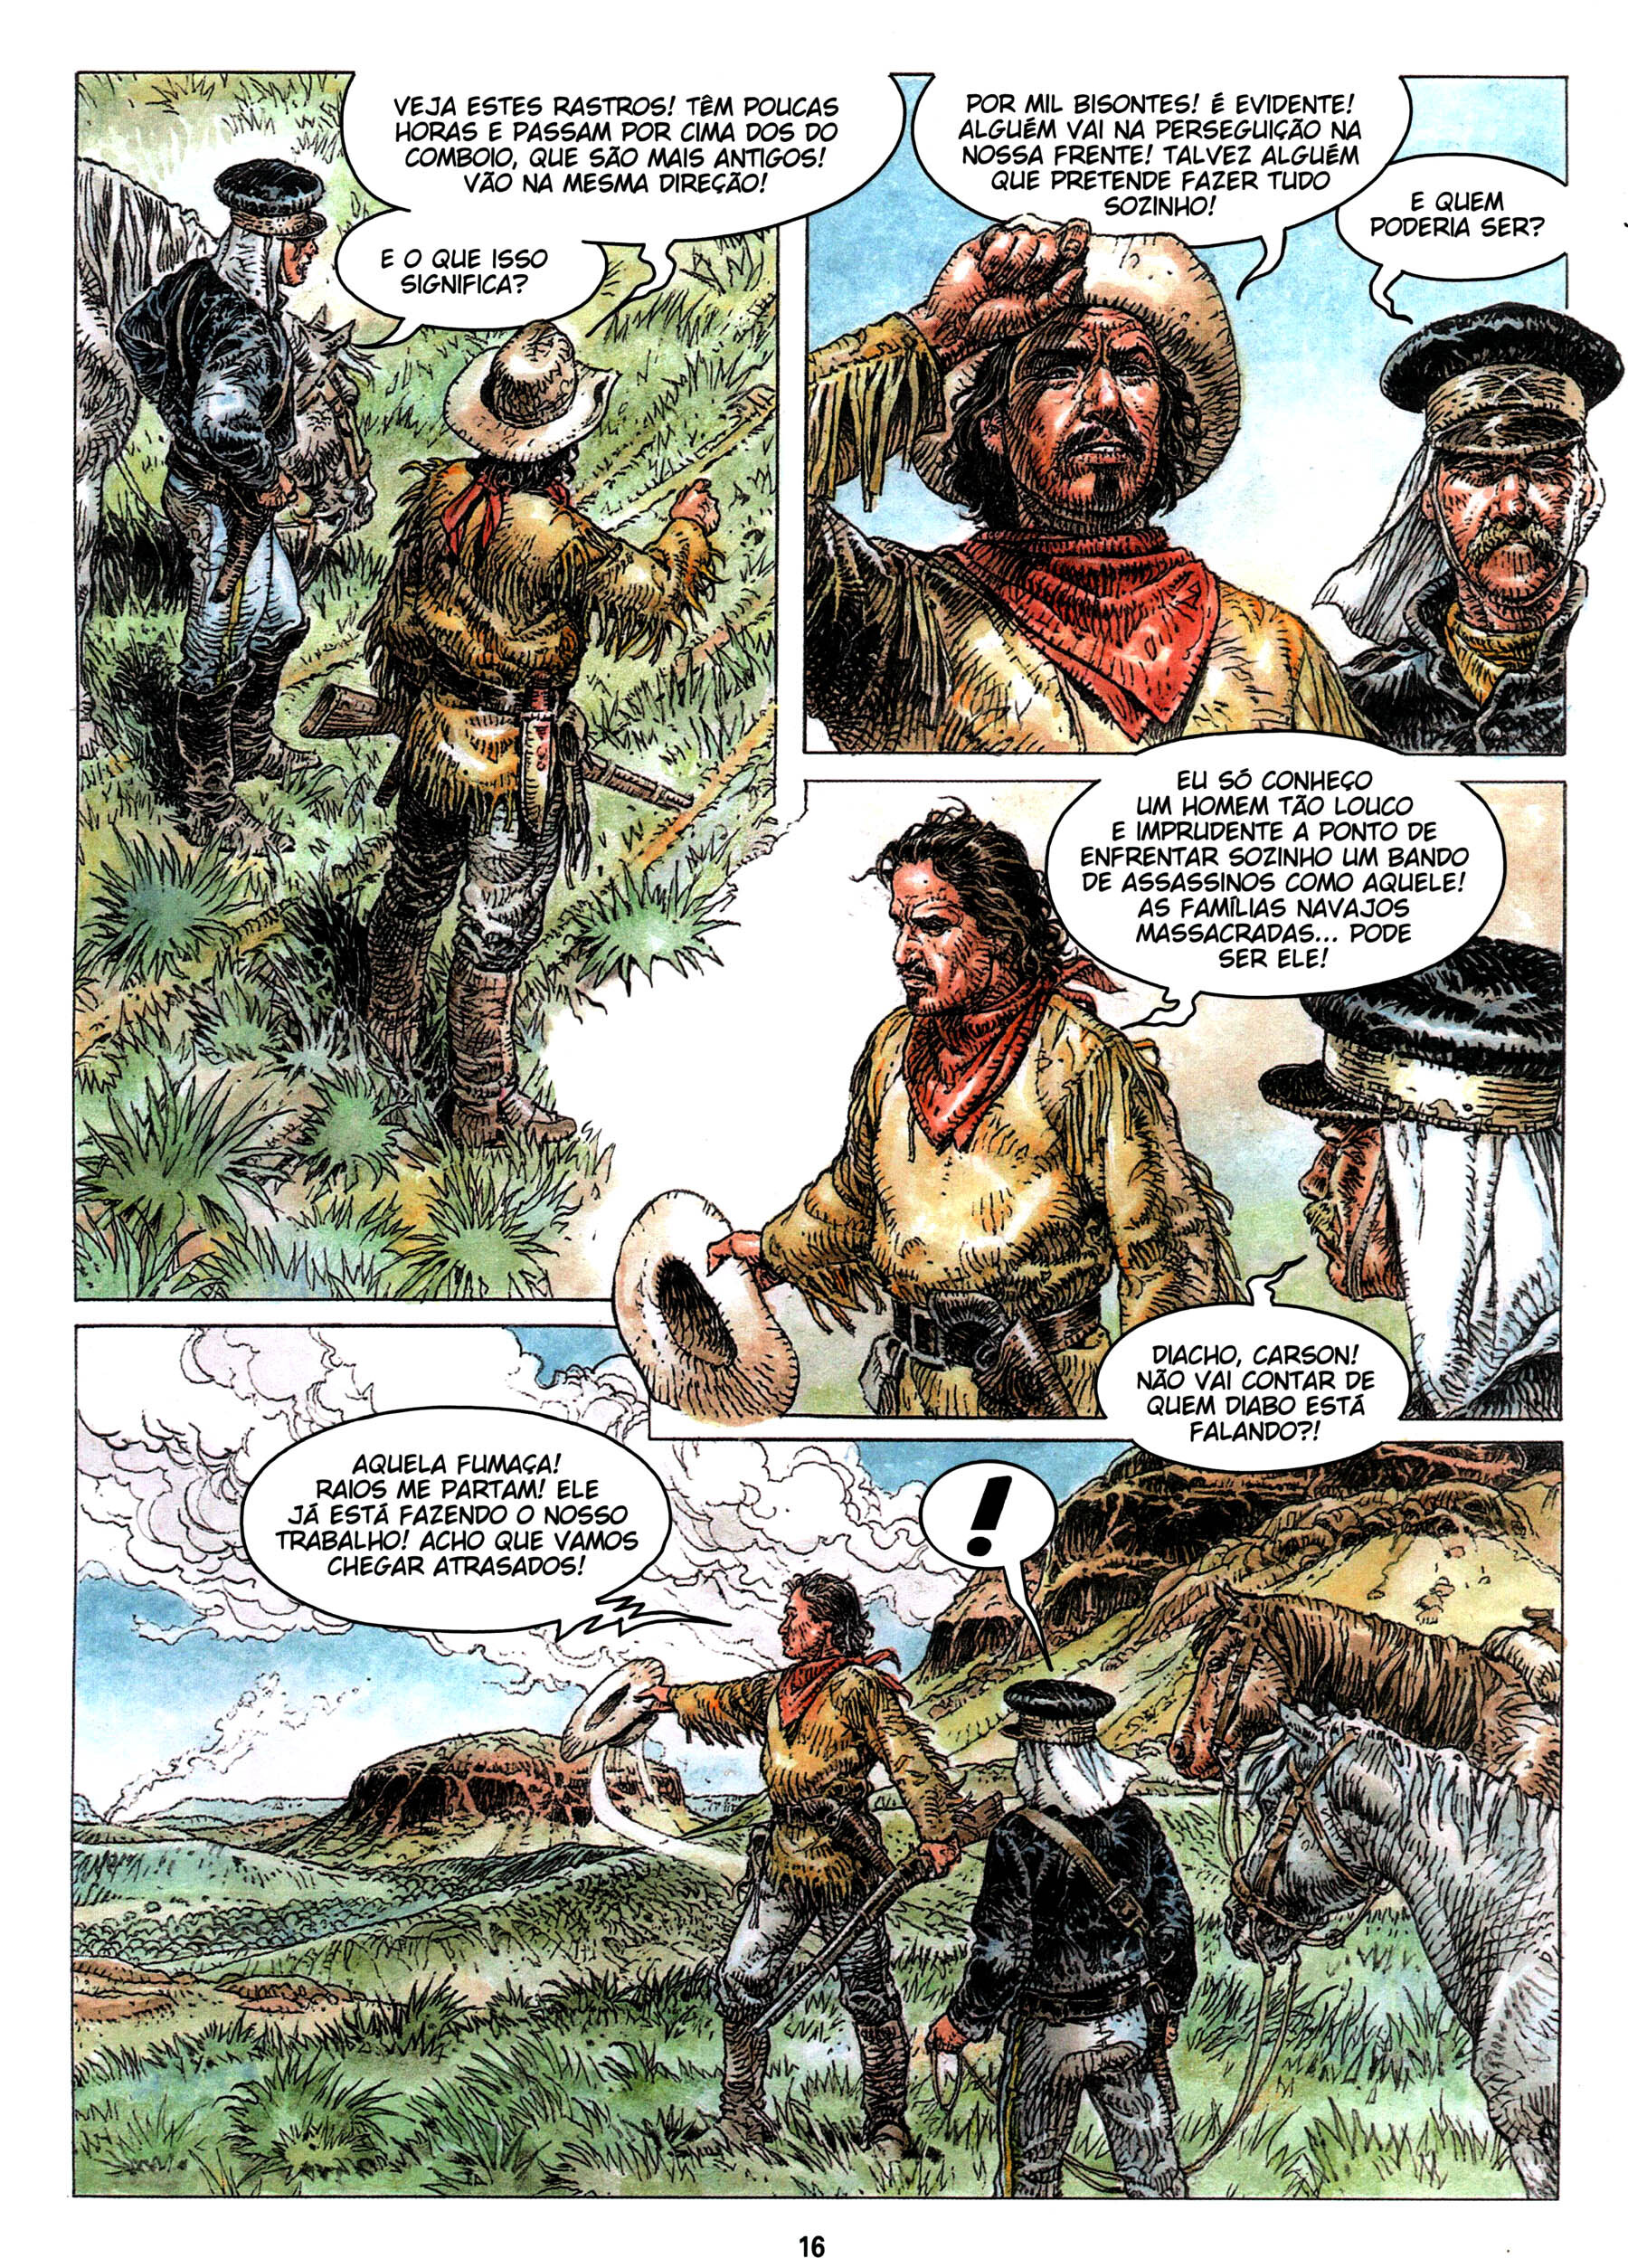 VEJA ESTES RASTROS! TÊM POUCAS
HORAS E PASSAM POR CIMA DOS DO
COMBOIO, QUE SÃO MAIS ANTIGOS!
VÃO NA MESMA DIREÇÃO!
E O QUE ISSO
SIGNIFICA?
POR MIL BISONTES! É EVIDENTE!
ALGUÉM VAI NA PERSEGUIÇÃO NA
NOSSA FRENTE! TALVEZ ALGUÉM
QUE PRETENDE FAZER TUDO
SOZINHO!
E QUEM
PODERIA SER?
EU SÓ CONHEÇO
UM HOMEM TÃO LOUCO
E IMPRUDENTE A PONTO DE
ENFRENTAR SOZINHO UM BANDO
DE ASSASSINOS COMO AQUELE!
AS FAMÍLIAS NAVAJOS
MASSACRADAS... PODE
SER ELE!
DIACHO, CARSON!
NÃO VAI CONTAR DE
QUEM DIABO ESTÁ
FALANDO?!
AQUELA FUMAÇA!
RAIOS ME PARTAM! ELE
JÁ ESTÁ FAZENDO O NOSSO
TRABALHO! ACHO QUE VAMOS
CHEGAR ATRASADOS!
!
16